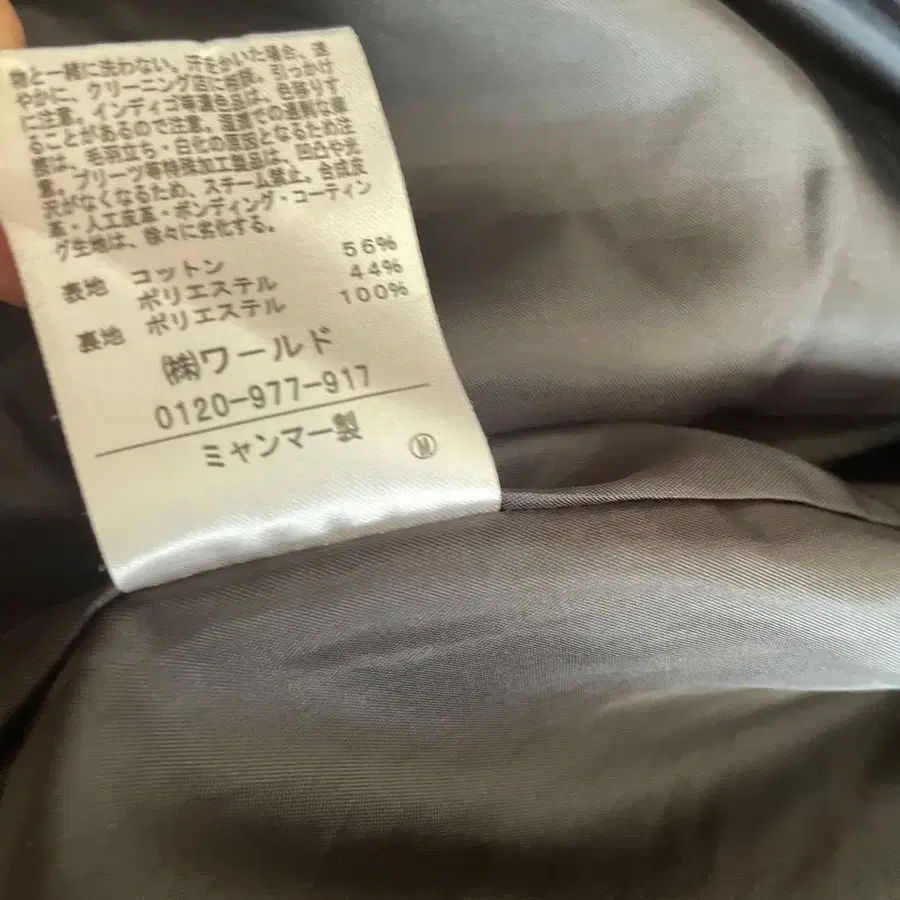 物と一緒に洗わない。汗をかいた場合、速
やかに、クリーニング店に相談。引っかけ
に注意。インディゴ等濃色品は、色移りす
ることがあるので注意。湿潤での過剰な摩
擦は、毛羽立ち・白化の原因となるため注
意。プリーツ等特殊加工製品は、凹凸や光
沢がなくなるため、スチーム禁止。合成皮
革・人工皮革・ボンディング・コーティン
グ生地は、徐々に劣化する。
表地 コットン 56%
ポリエステル 44%
裏地 ポリエステル 100%
㈱ワールド
0120-977-917
ミャンマー製
Ⓜ